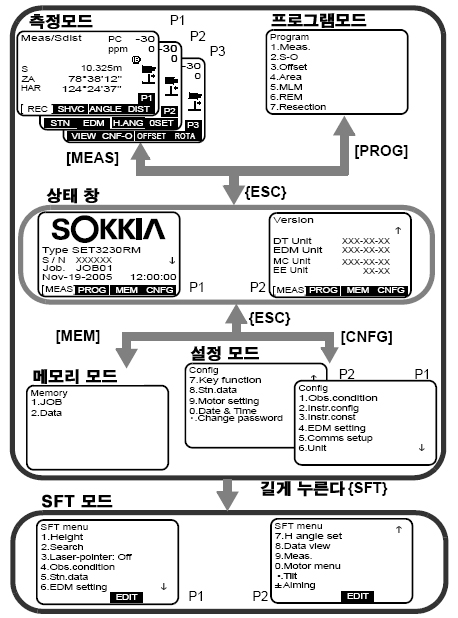 측정모드
P1
P2
P3
Meas/Sdist PC -30
ppm 0
S 10.325m
ZA 78°38'12"
HAR 124°24'37"
P1
REC SHVC ANGLE DIST
-30
0
P2
STN EDM H.ANG 0SET
-30
0
P3
VIEW CNF-O OFFSET ROTA
프로그램모드
Program
1.Meas.
2.S-O
3.Offset
4.Area
5.MLM
6.REM
7.Resection
[MEAS]
[PROG]
{ESC}
상태 창
SOKKIA
Type SET3230RM
S / N XXXXXX ↓
Job. JOB01
Nov-19-2005 12:00:00
MEAS PROG MEM CNFG
P1
Version
↑
DT Unit XXX-XX-XX
EDM Unit XXX-XX-XX
MC Unit XXX-XX-XX
EE Unit XX-XX
MEAS PROG MEM CNFG
P2
{ESC}
[MEM]
[CNFG]
메모리 모드
Memory
1.JOB
2.Data
설정 모드
Config
↑
7.Key function
8.Stn.data
9.Motor setting
0.Date & Time
·.Change password
P2
P1
Config
1.Obs.condition
2.Instr.config
3.Instr.const
4.EDM setting
5.Comms setup
6.Unit ↓
길게 누른다 {SFT}
SFT 모드
SFT menu
1.Height
2.Search
3.Laser-pointer: Off
4.Obs.condition
5.Stn.data
6.EDM setting ↓
EDIT
P1
SFT menu ↑
7.H angle set
8.Data view
9.Meas.
0.Motor menu
·.Tilt
±Aiming
EDIT
P2